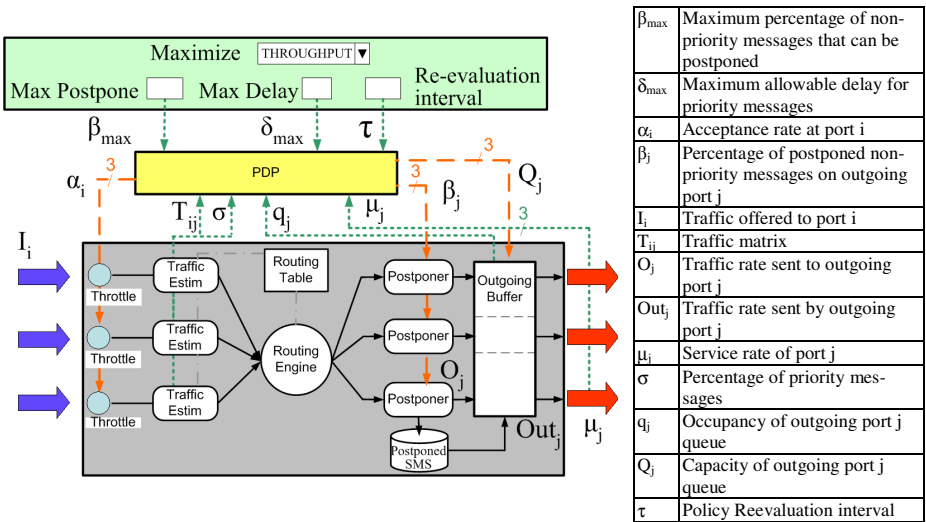 Maximize THROUGHPUT
Max Postpone
Max Delay
Re-evaluation
interval
βmax
δmax
τ
3
3
3
αi
PDP
Qj
βj
Tij
σ
qj
μj
3
Ii
Traffic
Estim
Routing
Table
Postponer
Outgoing
Buffer
Throttle
Traffic
Estim
Routing
Engine
Postponer
Throttle
Oj
Traffic
Estim
Postponer
Throttle
Outj
μj
Postponed
SMS
βmax Maximum percentage of non-
priority messages that can be
postponed
δmax Maximum allowable delay for
priority messages
αi Acceptance rate at port i
βj Percentage of postponed non-
priority messages on outgoing
port j
Ii Traffic offered to port i
Tij Traffic matrix
Oj Traffic rate sent to outgoing
port j
Outj Traffic rate sent by outgoing
port j
μj Service rate of port j
σ Percentage of priority mes-
sages
qj Occupancy of outgoing port j
queue
Qj Capacity of outgoing port j
queue
τ Policy Reevaluation interval